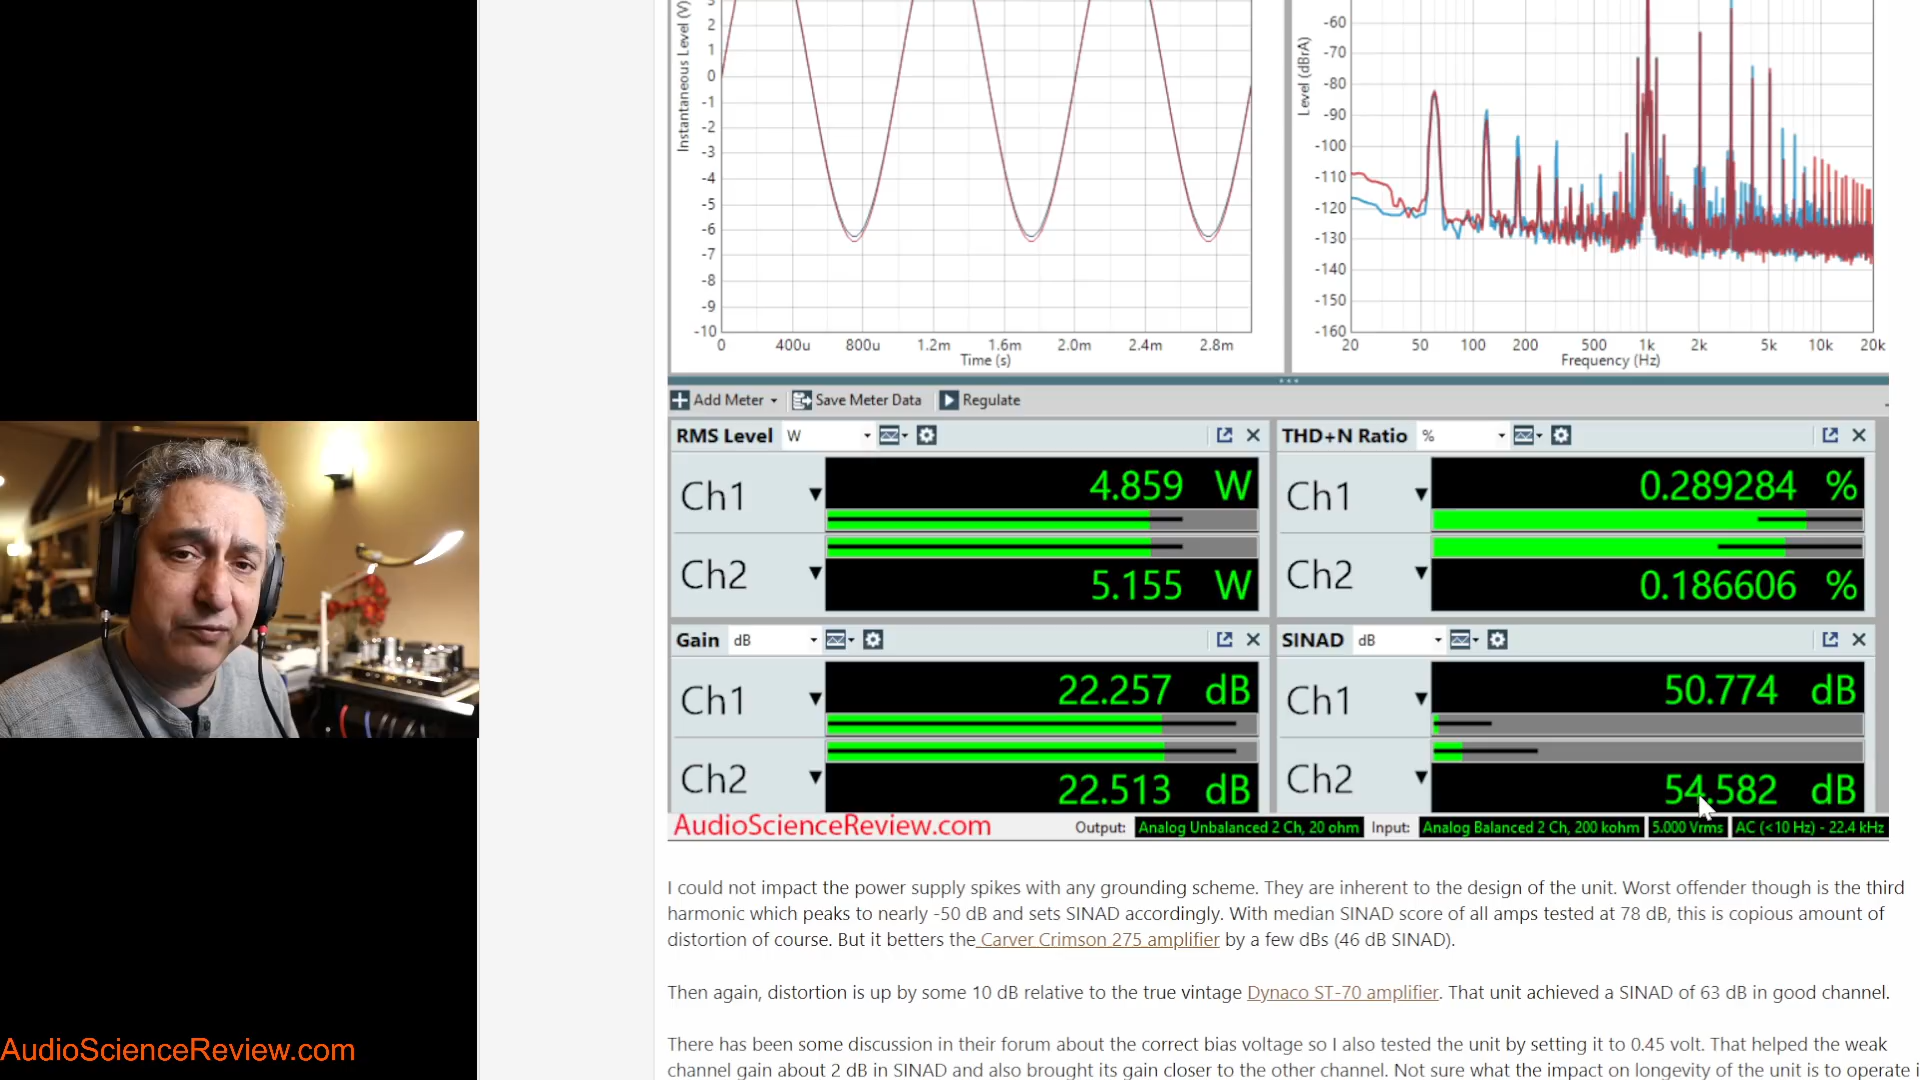 Instantaneous Level (V)
3
2
1
0
-1
-2
-3
-4
-5
-6
-7
-8
-9
-10
0 400u 800u 1.2m 1.6m 2.0m 2.4m 2.8m
Time (s)
Level (dBrA)
-60
-70
-80
-90
-100
-110
-120
-130
-140
-150
-160
20 50 100 200 500 1k 2k 5k 10k 20k
Frequency (Hz)
Add Meter Save Meter Data Regulate
RMS Level W
Ch1 4.859 W
Ch2 5.155 W
THD+N Ratio %
Ch1 0.289284 %
Ch2 0.186606 %
Gain dB
Ch1 22.257 dB
Ch2 22.513 dB
SINAD dB
Ch1 50.774 dB
Ch2 54.582 dB
AudioScienceReview.com Output: Analog Unbalanced 2 Ch, 20 ohm Input: Analog Balanced 2 Ch, 200 kohm 5.000 Vrms AC (<10 Hz) - 22.4 kHz
I could not impact the power supply spikes with any grounding scheme. They are inherent to the design of the unit. Worst offender though is the third
harmonic which peaks to nearly -50 dB and sets SINAD accordingly. With median SINAD score of all amps tested at 78 dB, this is copious amount of
distortion of course. But it betters the Carver Crimson 275 amplifier by a few dBs (46 dB SINAD).
Then again, distortion is up by some 10 dB relative to the true vintage Dynaco ST-70 amplifier. That unit achieved a SINAD of 63 dB in good channel.
There has been some discussion in their forum about the correct bias voltage so I also tested the unit by setting it to 0.45 volt. That helped the weak
channel gain about 2 dB in SINAD and also brought its gain closer to the other channel. Not sure what the impact on longevity of the unit is to operate
AudioScienceReview.com